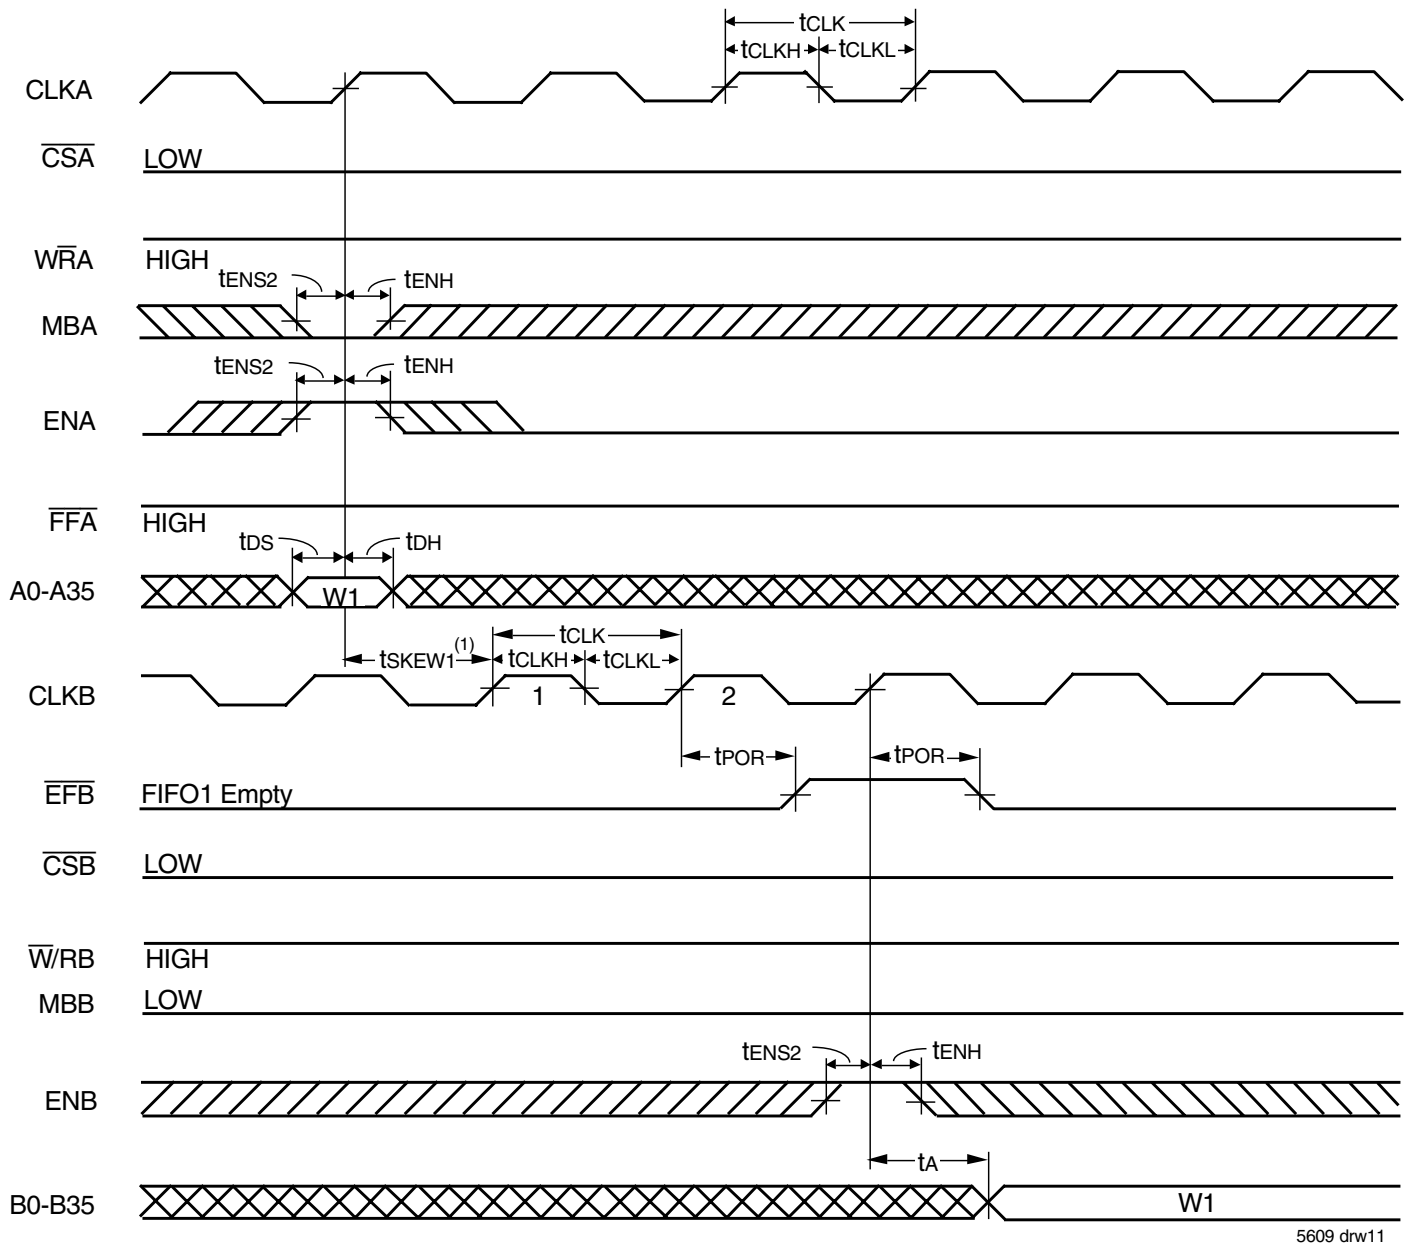 tCLK
tCLKH tCLKL
CLKA
CSA LOW
WRA HIGH
tENS2 tENH
MBA
tENS2 tENH
ENA
FFA HIGH
tDS tDH
A0-A35 W1
tSKEW1(1) tCLK
tCLKH tCLKL
CLKB 1 2
tPOR tPOR
EFB FIFO1 Empty
CSB LOW
W/RB HIGH
MBB LOW
tENS2 tENH
ENB
tA
B0-B35 W1
5609 drw11